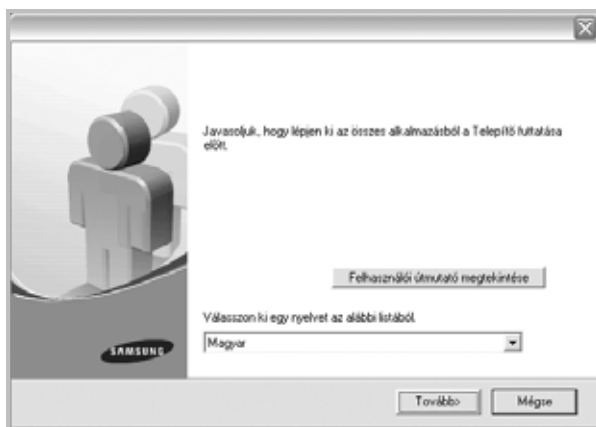 Javasoljuk, hogy lépjen ki az összes alkalmazásból a Telepítő futtatása
előtt.
Felhasználói útmutató megtekintése
Válasszon ki egy nyelvet az alábbi listából.
Magyar
SAMSUNG
Tovább>
Mégse